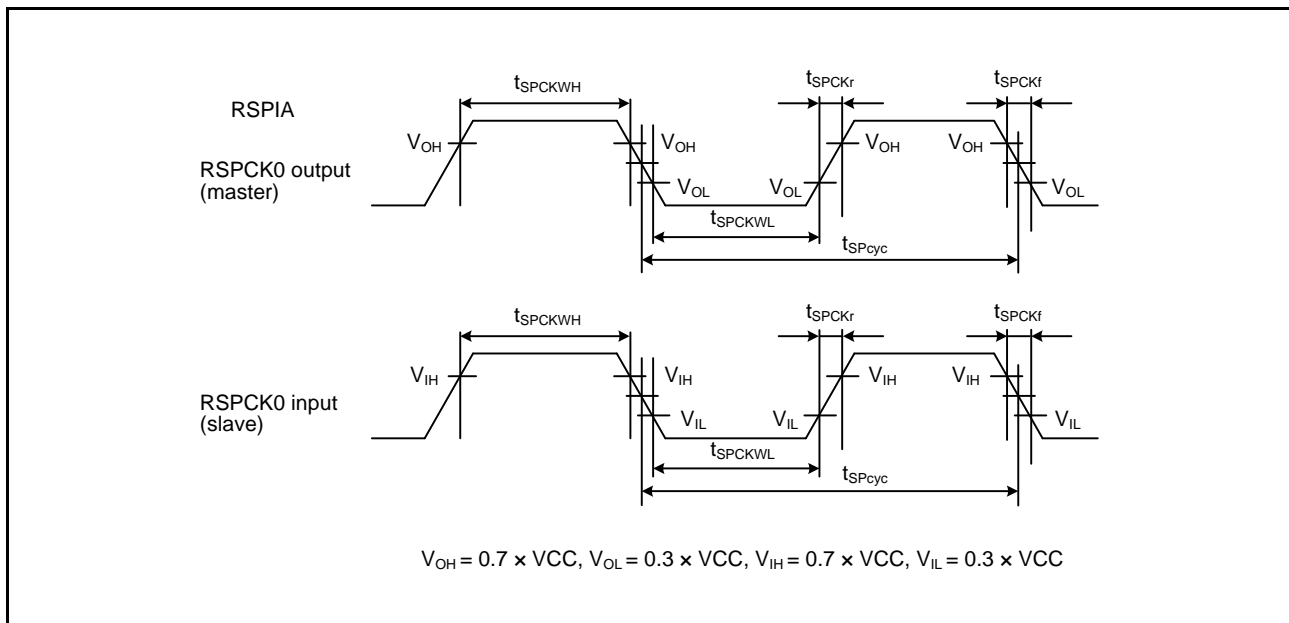 tSPCKWH
tSPCKr
tSPCKf
RSPIA
VOH
VOH
VOH
VOH
RSPCK0 output
(master)
VOL
VOL
VOL
tSPCKWL
tSPcyc
tSPCKWH
tSPCKr
tSPCKf
VIH
VIH
VIH
VIH
RSPCK0 input
(slave)
VIL
VIL
VIL
tSPCKWL
tSPcyc
VOH = 0.7 × VCC, VOL = 0.3 × VCC, VIH = 0.7 × VCC, VIL = 0.3 × VCC